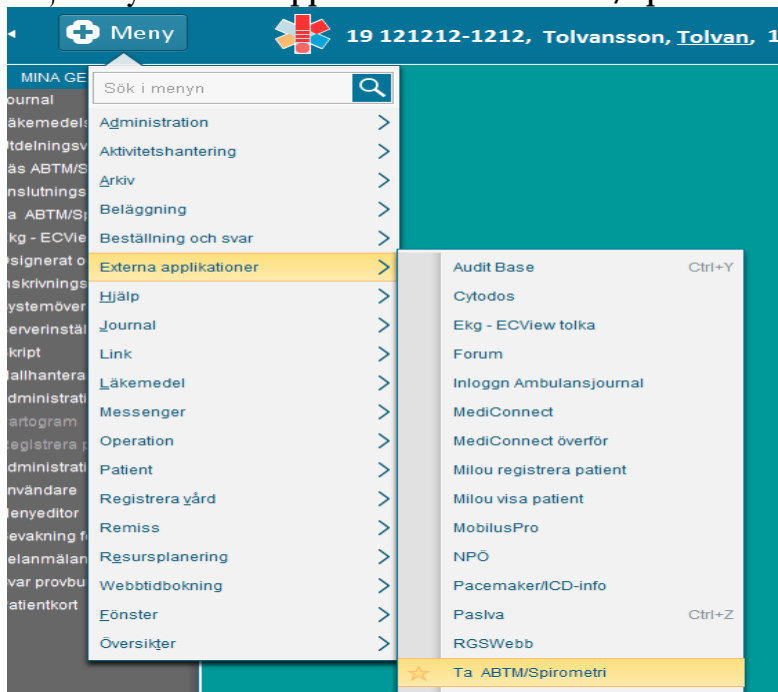 Meny
19 121212-1212, Tolvansson, Tolvan, 1
MINA GE
Sök i menyn
Administration
Aktivitetshantering
Arkiv
Beläggning
Beställning och svar
Externa applikationer
Hjälp
Journal
Link
Läkemedel
Messenger
Operation
Patient
Registrera vård
Remiss
Resursplanering
Webbtidbokning
Fönster
Översikter
Audit Base Ctrl+Y
Cytodos
Ekg - ECView tolka
Forum
Inloggn Ambulansjournal
MediConnect
MediConnect överför
Milou registrera patient
Milou visa patient
MobilusPro
NPÖ
Pacemaker/ICD-info
PasIva Ctrl+Z
RGSWebb
Ta ABTM/Spirometri
ournal
äkemedels
tdelningsv
äs ABTM/S
nslutnings
a ABTM/Sp
kg - ECVie
signerat o
nskrivnings
ystemöver
erverinstäl
kript
allhantera
dministrati
artogram
egistrera p
dministrati
nvändare
enyeditor
evakning f
elanmälan
var provbu
atientkort